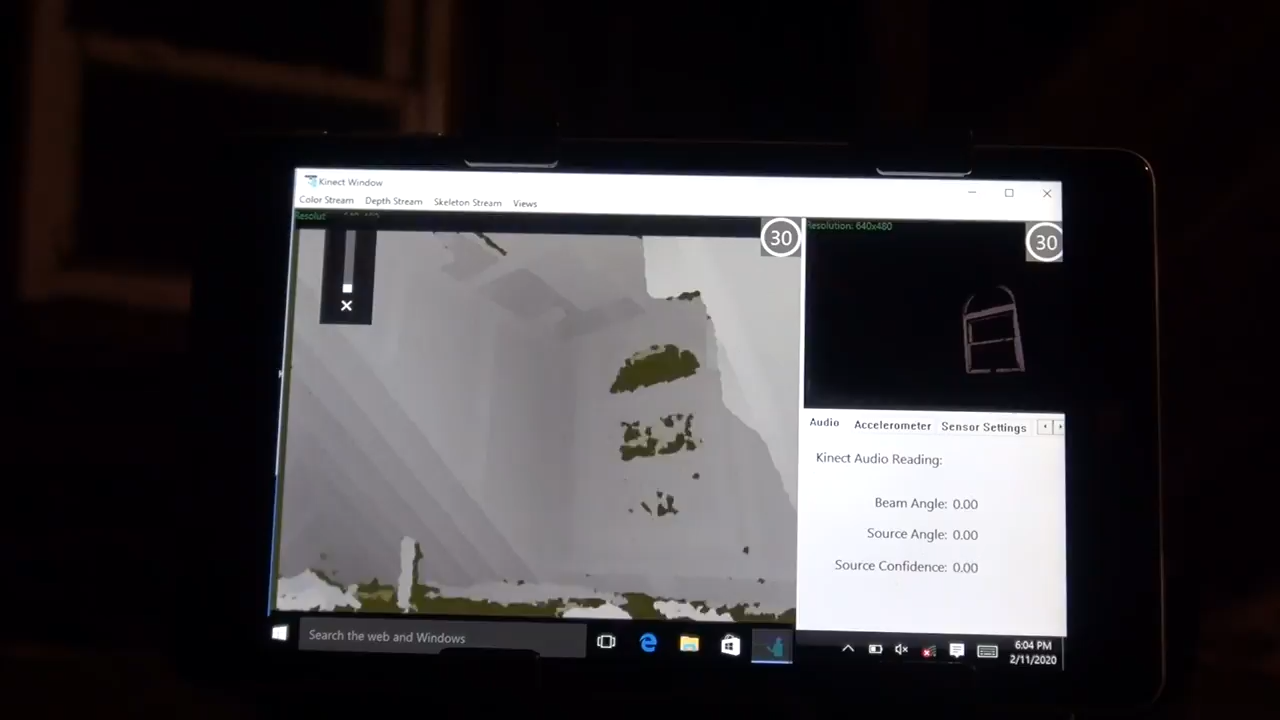 Kinect Window
Color Stream Depth Stream Skeleton Stream Views
Resolut
30
Resolution: 640x480
30
Audio Accelerometer Sensor Settings
Kinect Audio Reading:
Beam Angle: 0.00
Source Angle: 0.00
Source Confidence: 0.00
Search the web and Windows
6:04 PM
2/11/2020